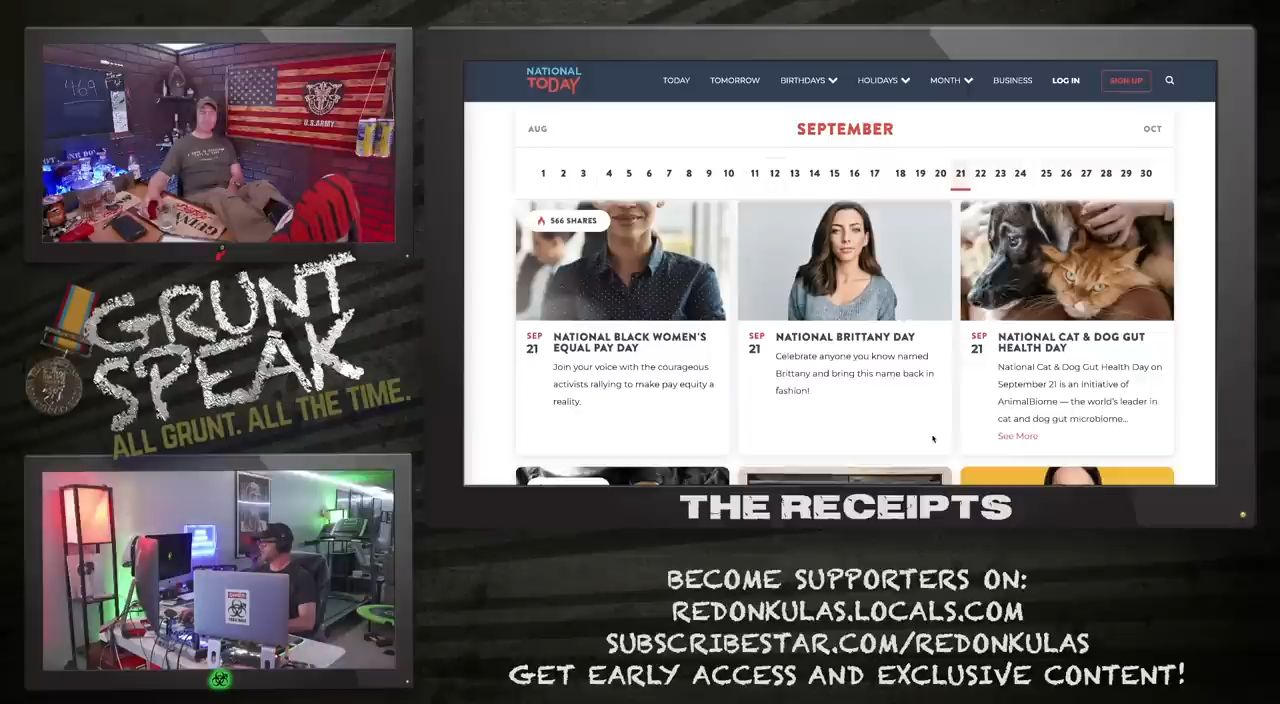 469
U.S. ARMY
GRUNT
SPEAK
ALL GRUNT. ALL THE TIME.
NATIONAL
TODAY
TODAY
TOMORROW
BIRTHDAYS
HOLIDAYS
MONTH
BUSINESS
LOG IN
SIGN UP
AUG
SEPTEMBER
OCT
1 2 3 4 5 6 7 8 9 10 11 12 13 14 15 16 17 18 19 20 21 22 23 24 25 26 27 28 29 30
566 SHARES
SEP
21
NATIONAL BLACK WOMEN'S
EQUAL PAY DAY
Join your voice with the courageous
activists rallying to make pay equity a
reality.
SEP
21
NATIONAL BRITTANY DAY
Celebrate anyone you know named
Brittany and bring this name back in
fashion!
SEP
21
NATIONAL CAT & DOG GUT
HEALTH DAY
National Cat & Dog Gut Health Day on
September 21 is an initiative of
AnimalBiome — the world's leader in
cat and dog gut microbiome...
See More
THE RECEIPTS
BECOME SUPPORTERS ON:
REDONKULAS.LOCALS.COM
SUBSCRIBESTAR.COM/REDONKULAS
GET EARLY ACCESS AND EXCLUSIVE CONTENT!